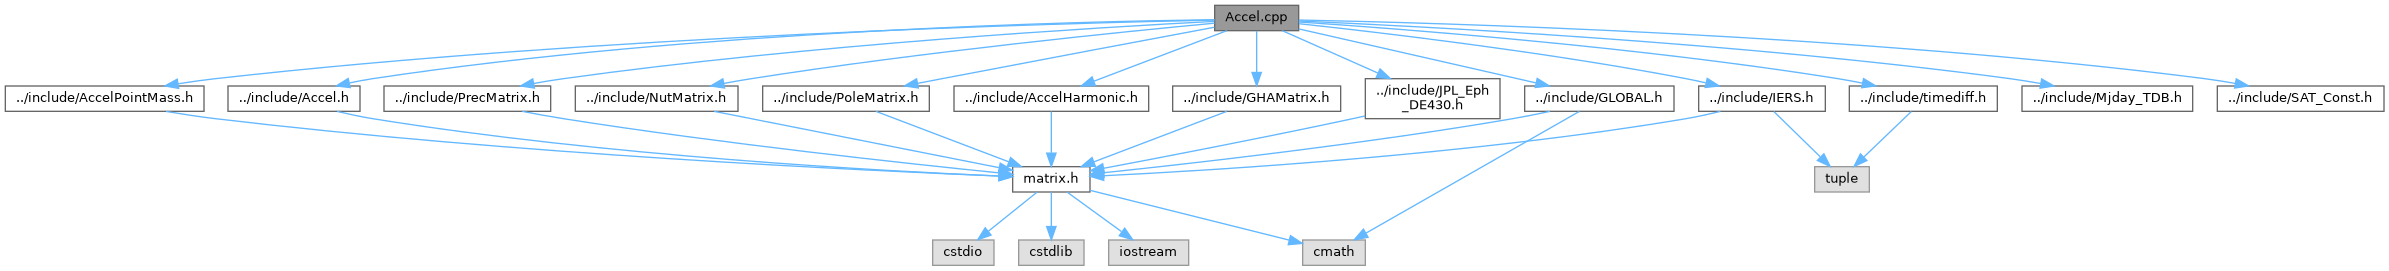 Accel.cpp
../include/AccelPointMass.h
../include/Accel.h
../include/PrecMatrix.h
../include/NutMatrix.h
../include/PoleMatrix.h
../include/AccelHarmonic.h
../include/GHAMatrix.h
../include/JPL_Eph
_DE430.h
../include/GLOBAL.h
../include/IERS.h
../include/timediff.h
../include/Mjday_TDB.h
../include/SAT_Const.h
matrix.h
tuple
cstdio
cstdlib
iostream
cmath